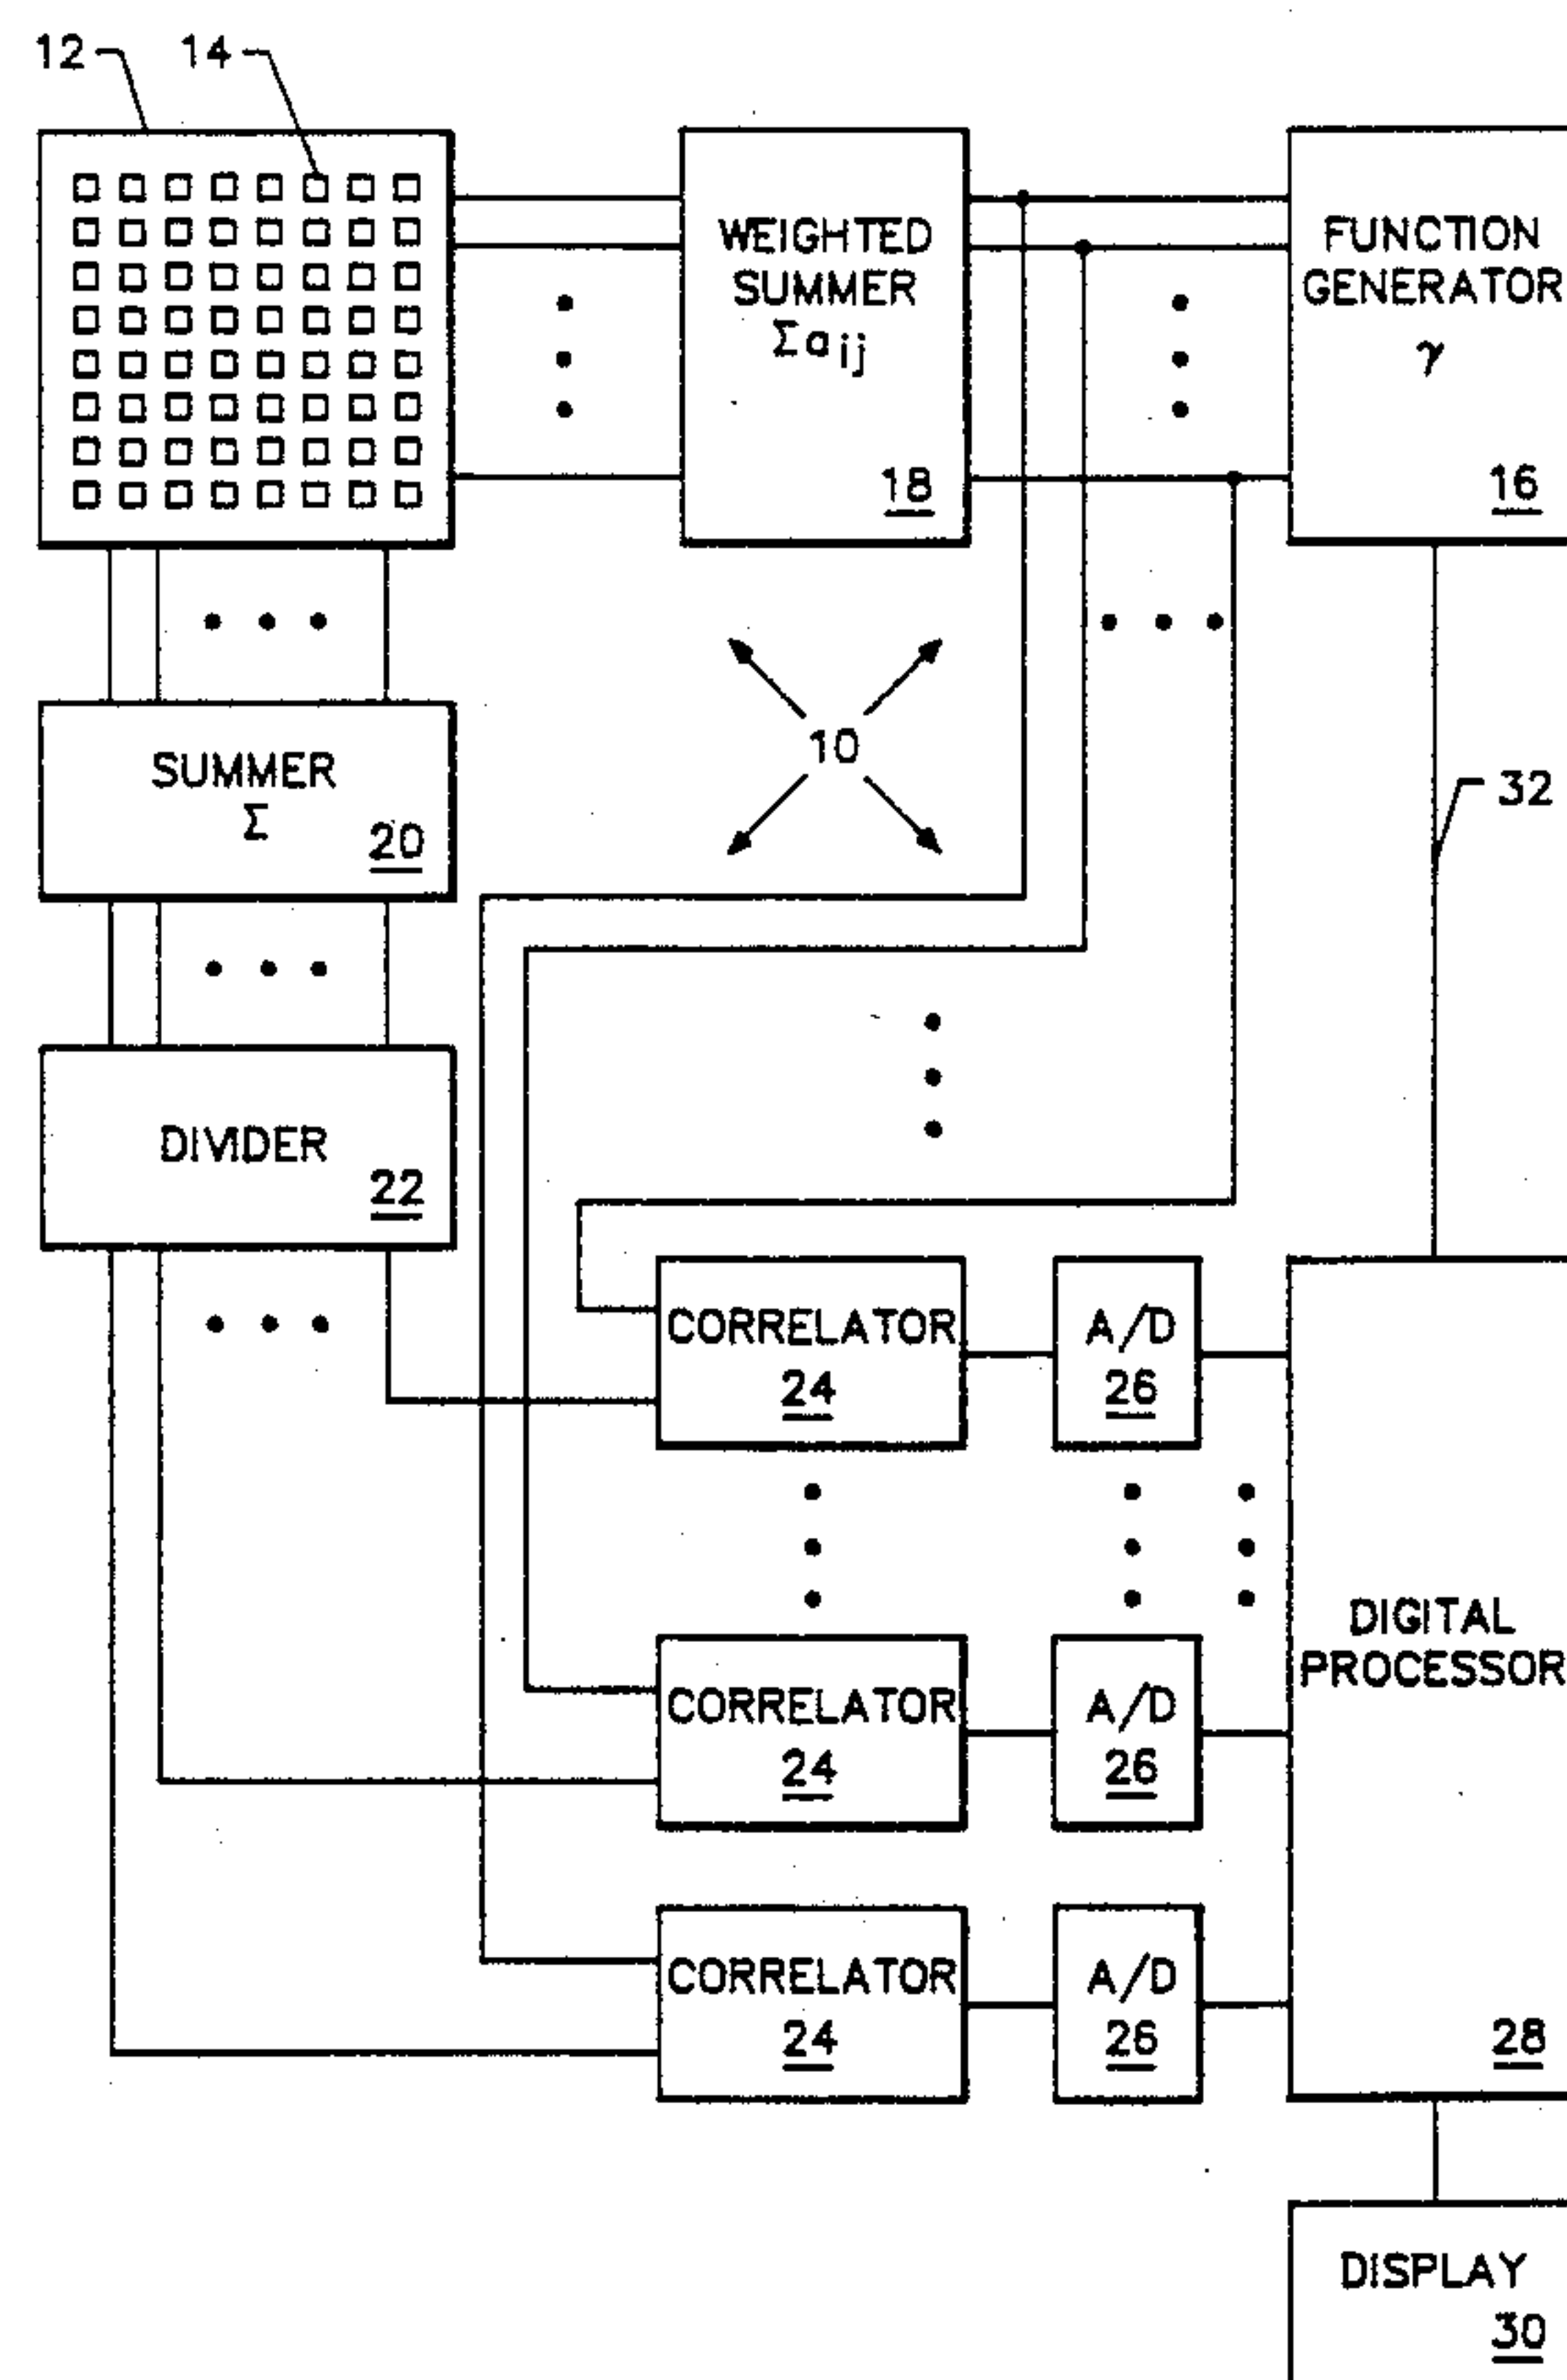 12
14
WEIGHTED
SUMMER
Σaij
18
FUNCTION
GENERATOR
γ
16
10
SUMMER
Σ
20
32
DIVIDER
22
CORRELATOR
24
A/D
26
DIGITAL
PROCESSOR
28
CORRELATOR
24
A/D
26
CORRELATOR
24
A/D
26
DISPLAY
30